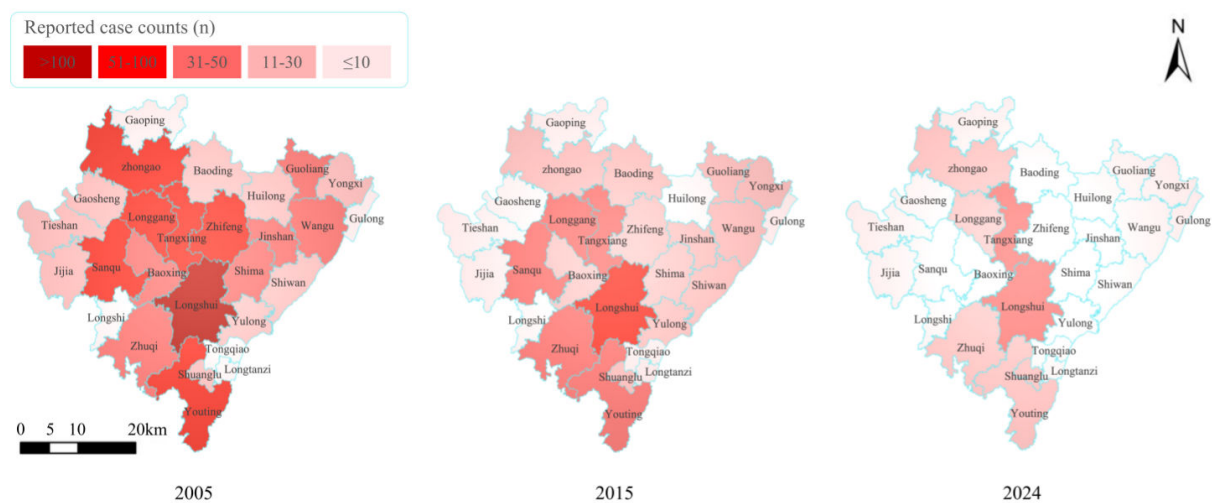 Reported case counts (n)
>100 51-100 31-50 11-30 ≤10
N
Gaoping
zhongao
Baoding
Guoliang
Yongxi
Gaosheng
Huilong
Gulong
Tieshan
Longgang
Zhifeng
Wangu
Tangxiang
Jinshan
Jijia
Sanqu
Baoxing
Shima
Shiwan
Longshui
Longshi
Yulong
Zhuqi
Tongqiao
Shuanglu
Longtanzi
Youting
0 5 10 20km
2005
Gaoping
zhongao
Baoding
Guoliang
Yongxi
Gaosheng
Huilong
Gulong
Tieshan
Longgang
Zhifeng
Wangu
Tangxiang
Jinshan
Jijia
Sanqu
Baoxing
Shima
Shiwan
Longshui
Longshi
Yulong
Zhuqi
Tongqiao
Shuanglu
Longtanzi
Youting
2015
Gaoping
zhongao
Baoding
Guoliang
Yongxi
Gaosheng
Huilong
Gulong
Tieshan
Longgang
Zhifeng
Wangu
Tangxiang
Jinshan
Jijia
Sanqu
Baoxing
Shima
Shiwan
Longshui
Longshi
Yulong
Zhuqi
Tongqiao
Shuanglu
Longtanzi
Youting
2024